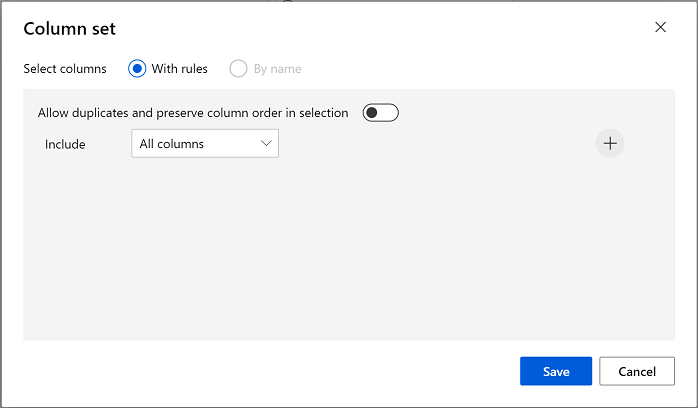 Column set
Select columns With rules By name
Allow duplicates and preserve column order in selection
Include All columns
Save Cancel